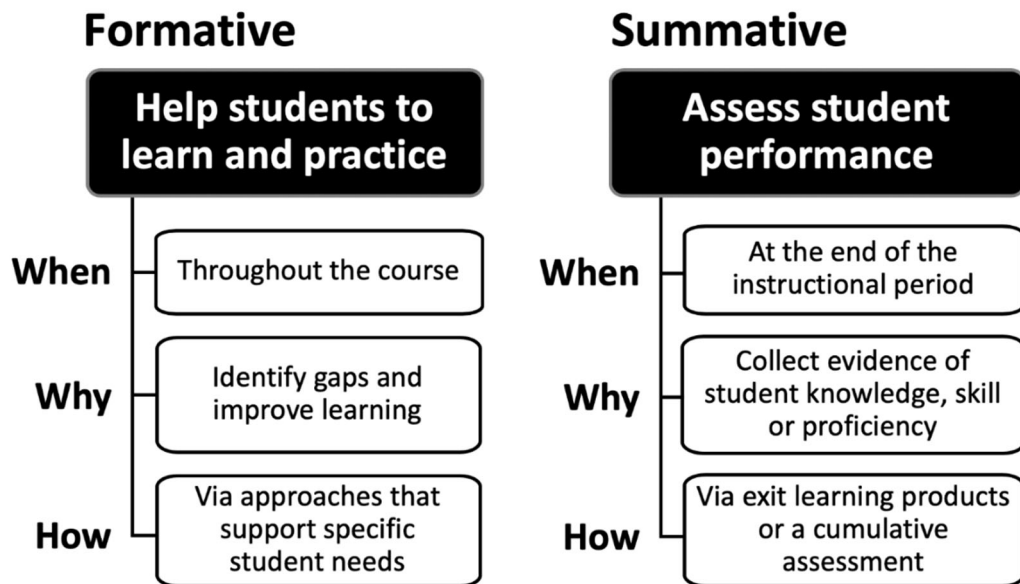 Formative
Help students to
learn and practice
When
Throughout the course
Why
Identify gaps and
improve learning
How
Via approaches that
support specific
student needs
Summative
Assess student
performance
When
At the end of the
instructional period
Why
Collect evidence of
student knowledge, skill
or proficiency
How
Via exit learning products
or a cumulative
assessment